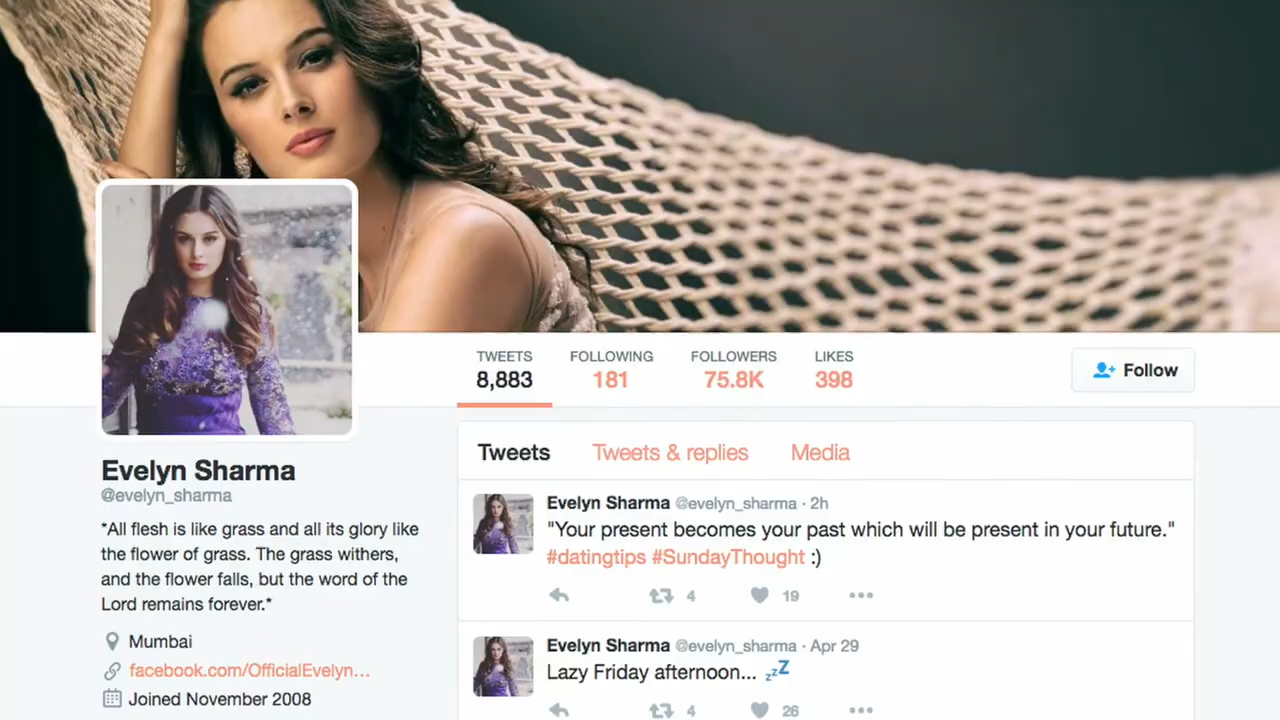 TWEETS FOLLOWING FOLLOWERS LIKES
8,883 181 75.8K 398
Follow
Evelyn Sharma
@evelyn_sharma
*All flesh is like grass and all its glory like
the flower of grass. The grass withers,
and the flower falls, but the word of the
Lord remains forever.*
Mumbai
facebook.com/OfficialEvelyn...
Joined November 2008
Tweets Tweets & replies Media
Evelyn Sharma @evelyn_sharma · 2h
"Your present becomes your past which will be present in your future."
#datingtips #SundayThought :)
4 19
Evelyn Sharma @evelyn_sharma · Apr 29
Lazy Friday afternoon... 💤
4 26